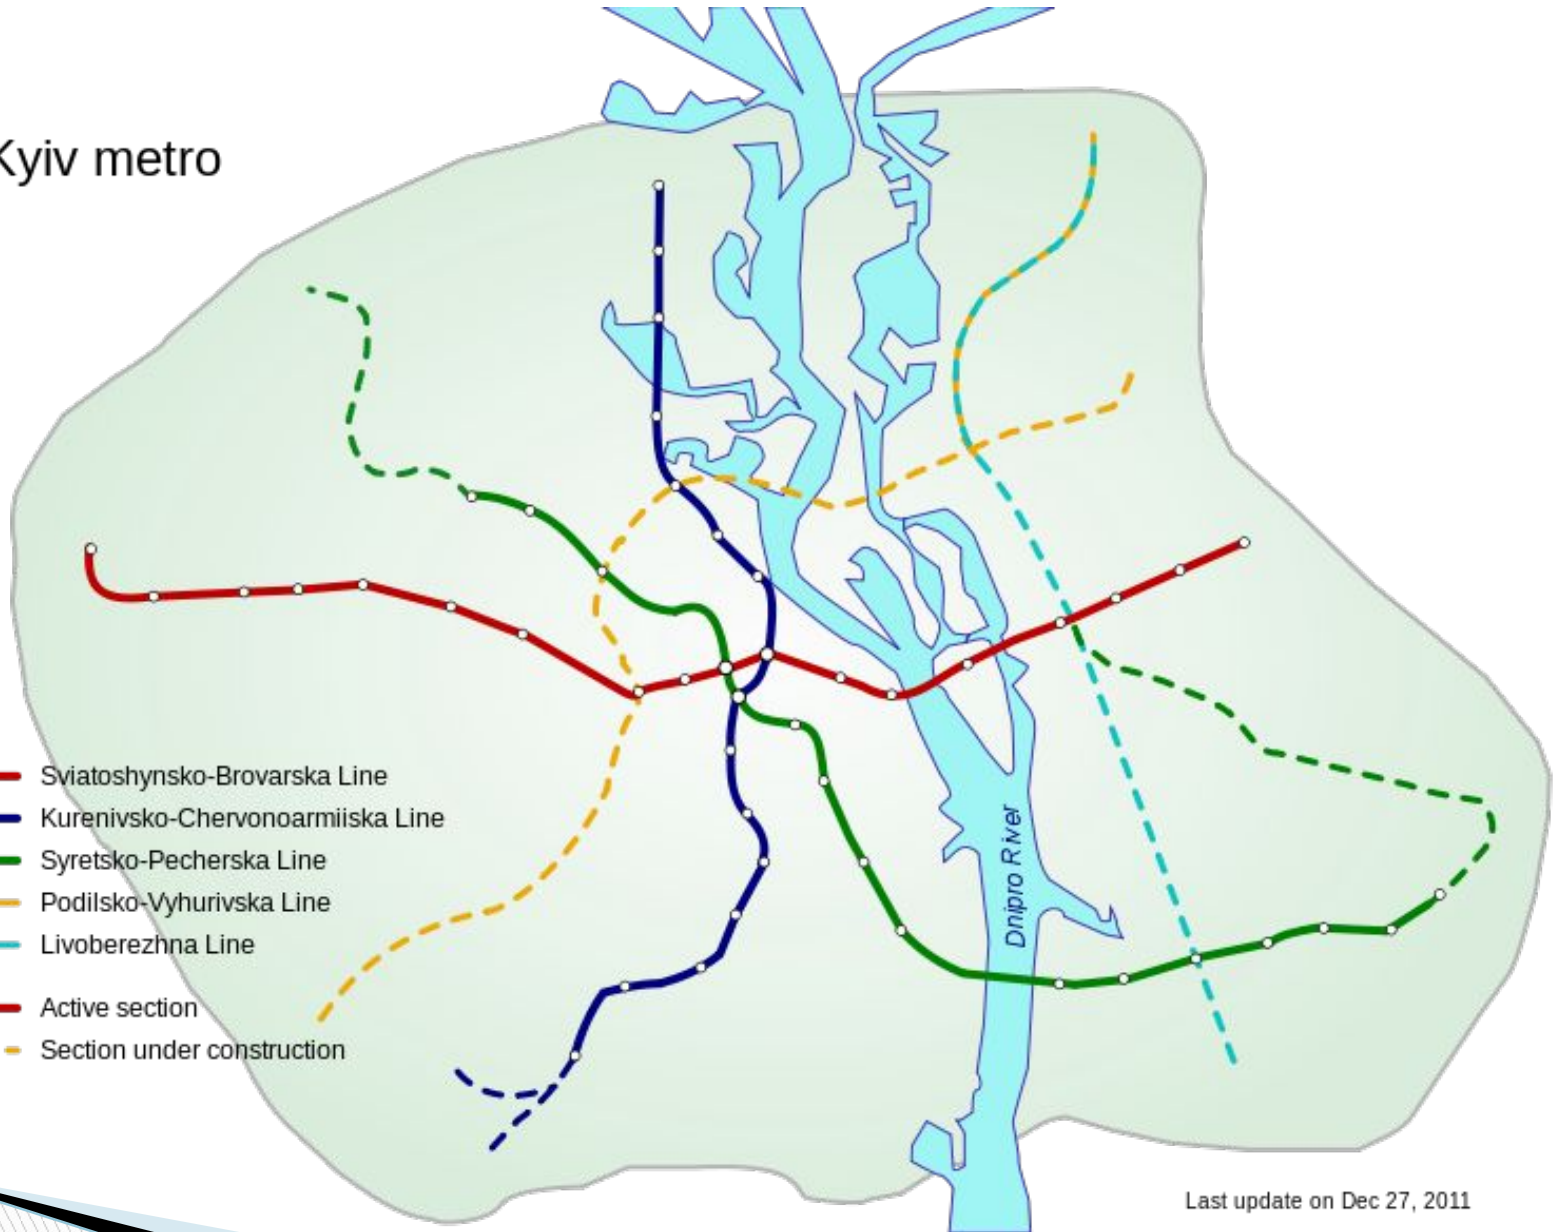 Kyiv metro
Sviatoshynsko-Brovarska Line
Kurenivsko-Chervonoarmiiska Line
Syretsko-Pecherska Line
Podilsko-Vyhurivska Line
Livoberezhna Line
Active section
Section under construction
Dnipro River
Last update on Dec 27, 2011